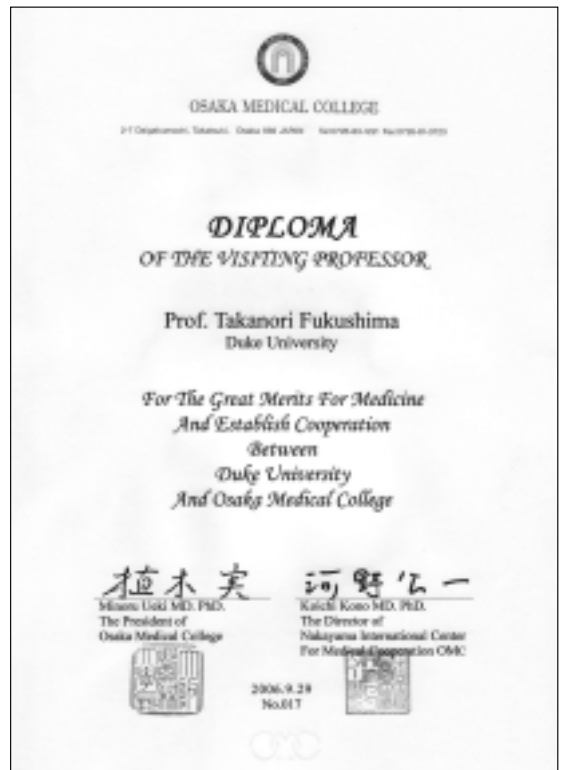 OSAKA MEDICAL COLLEGE
DIPLOMA
OF THE VISITING PROFESSOR
Prof. Takanori Fukushima
Duke University
For The Great Merits For Medicine
And Establish Cooperation
Between
Duke University
And Osaka Medical College
植木実
河野公一
Minoru Ueki MD. PhD.
The President of
Osaka Medical College
Koichi Kono MD. PhD.
The Director of
Nakayama International Center
For Medical Cooperation OMC
2006.9.29
No.017
OMC